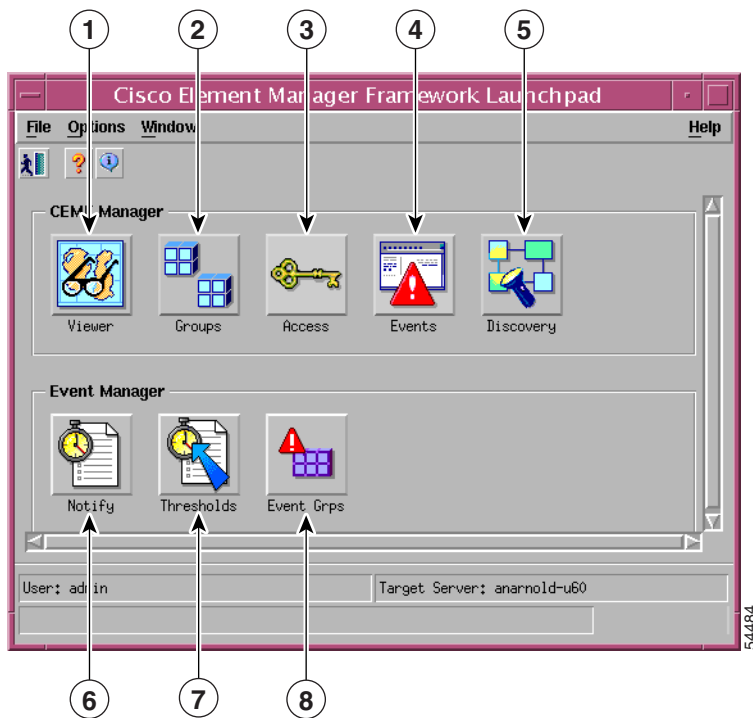 1 2 3 4 5
Cisco Element Manager Framework Launchpad
File Options Window Help
CEMF Manager
Viewer Groups Access Events Discovery
Event Manager
Notify Thresholds Event Grps
User: admin Target Server: anarnold-u60
54484
6 7 8